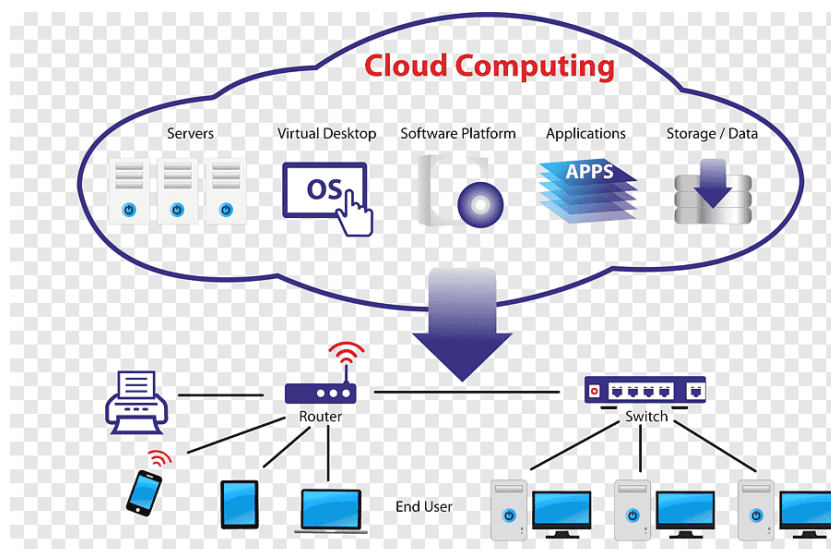 Cloud Computing
Servers
Virtual Desktop
Software Platform
Applications
Storage / Data
OS
APPS
Router
Switch
End User